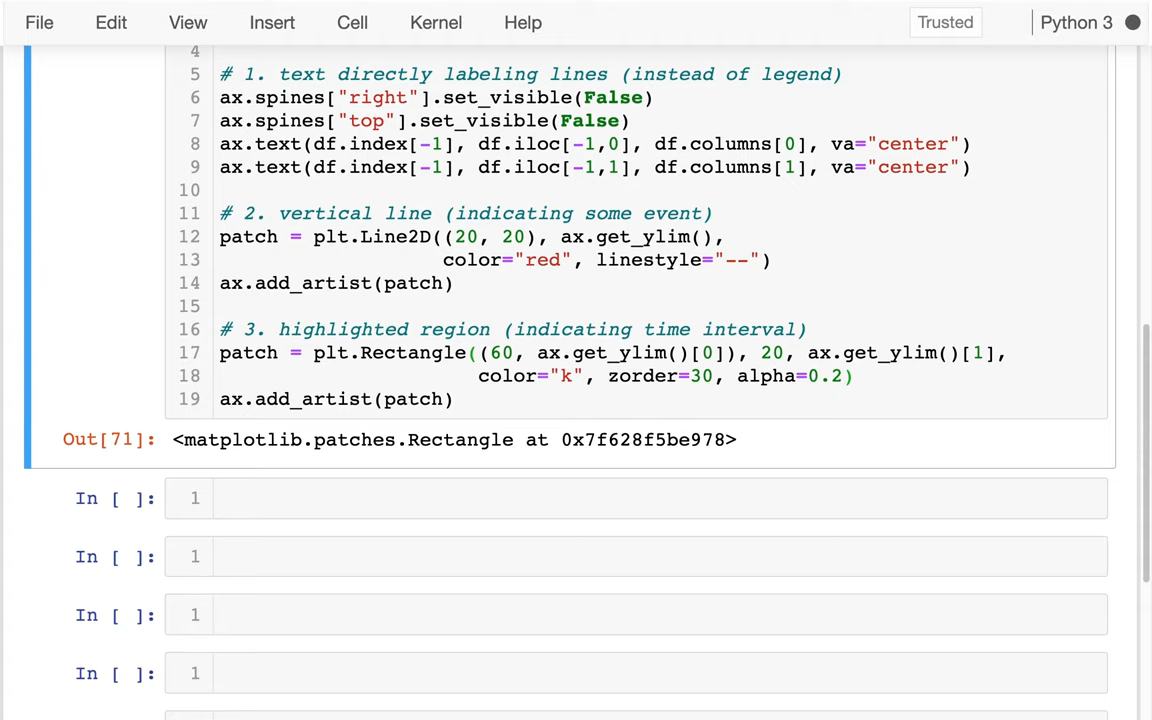 File Edit View Insert Cell Kernel Help Trusted Python 3
4
5 # 1. text directly labeling lines (instead of legend)
6 ax.spines["right"].set_visible(False)
7 ax.spines["top"].set_visible(False)
8 ax.text(df.index[-1], df.iloc[-1,0], df.columns[0], va="center")
9 ax.text(df.index[-1], df.iloc[-1,1], df.columns[1], va="center")
10
11 # 2. vertical line (indicating some event)
12 patch = plt.Line2D((20, 20), ax.get_ylim(),
13 color="red", linestyle="--")
14 ax.add_artist(patch)
15
16 # 3. highlighted region (indicating time interval)
17 patch = plt.Rectangle((60, ax.get_ylim()[0]), 20, ax.get_ylim()[1],
18 color="k", zorder=30, alpha=0.2)
19 ax.add_artist(patch)
Out[71]: <matplotlib.patches.Rectangle at 0x7f628f5be978>
In [ ]: 1
In [ ]: 1
In [ ]: 1
In [ ]: 1